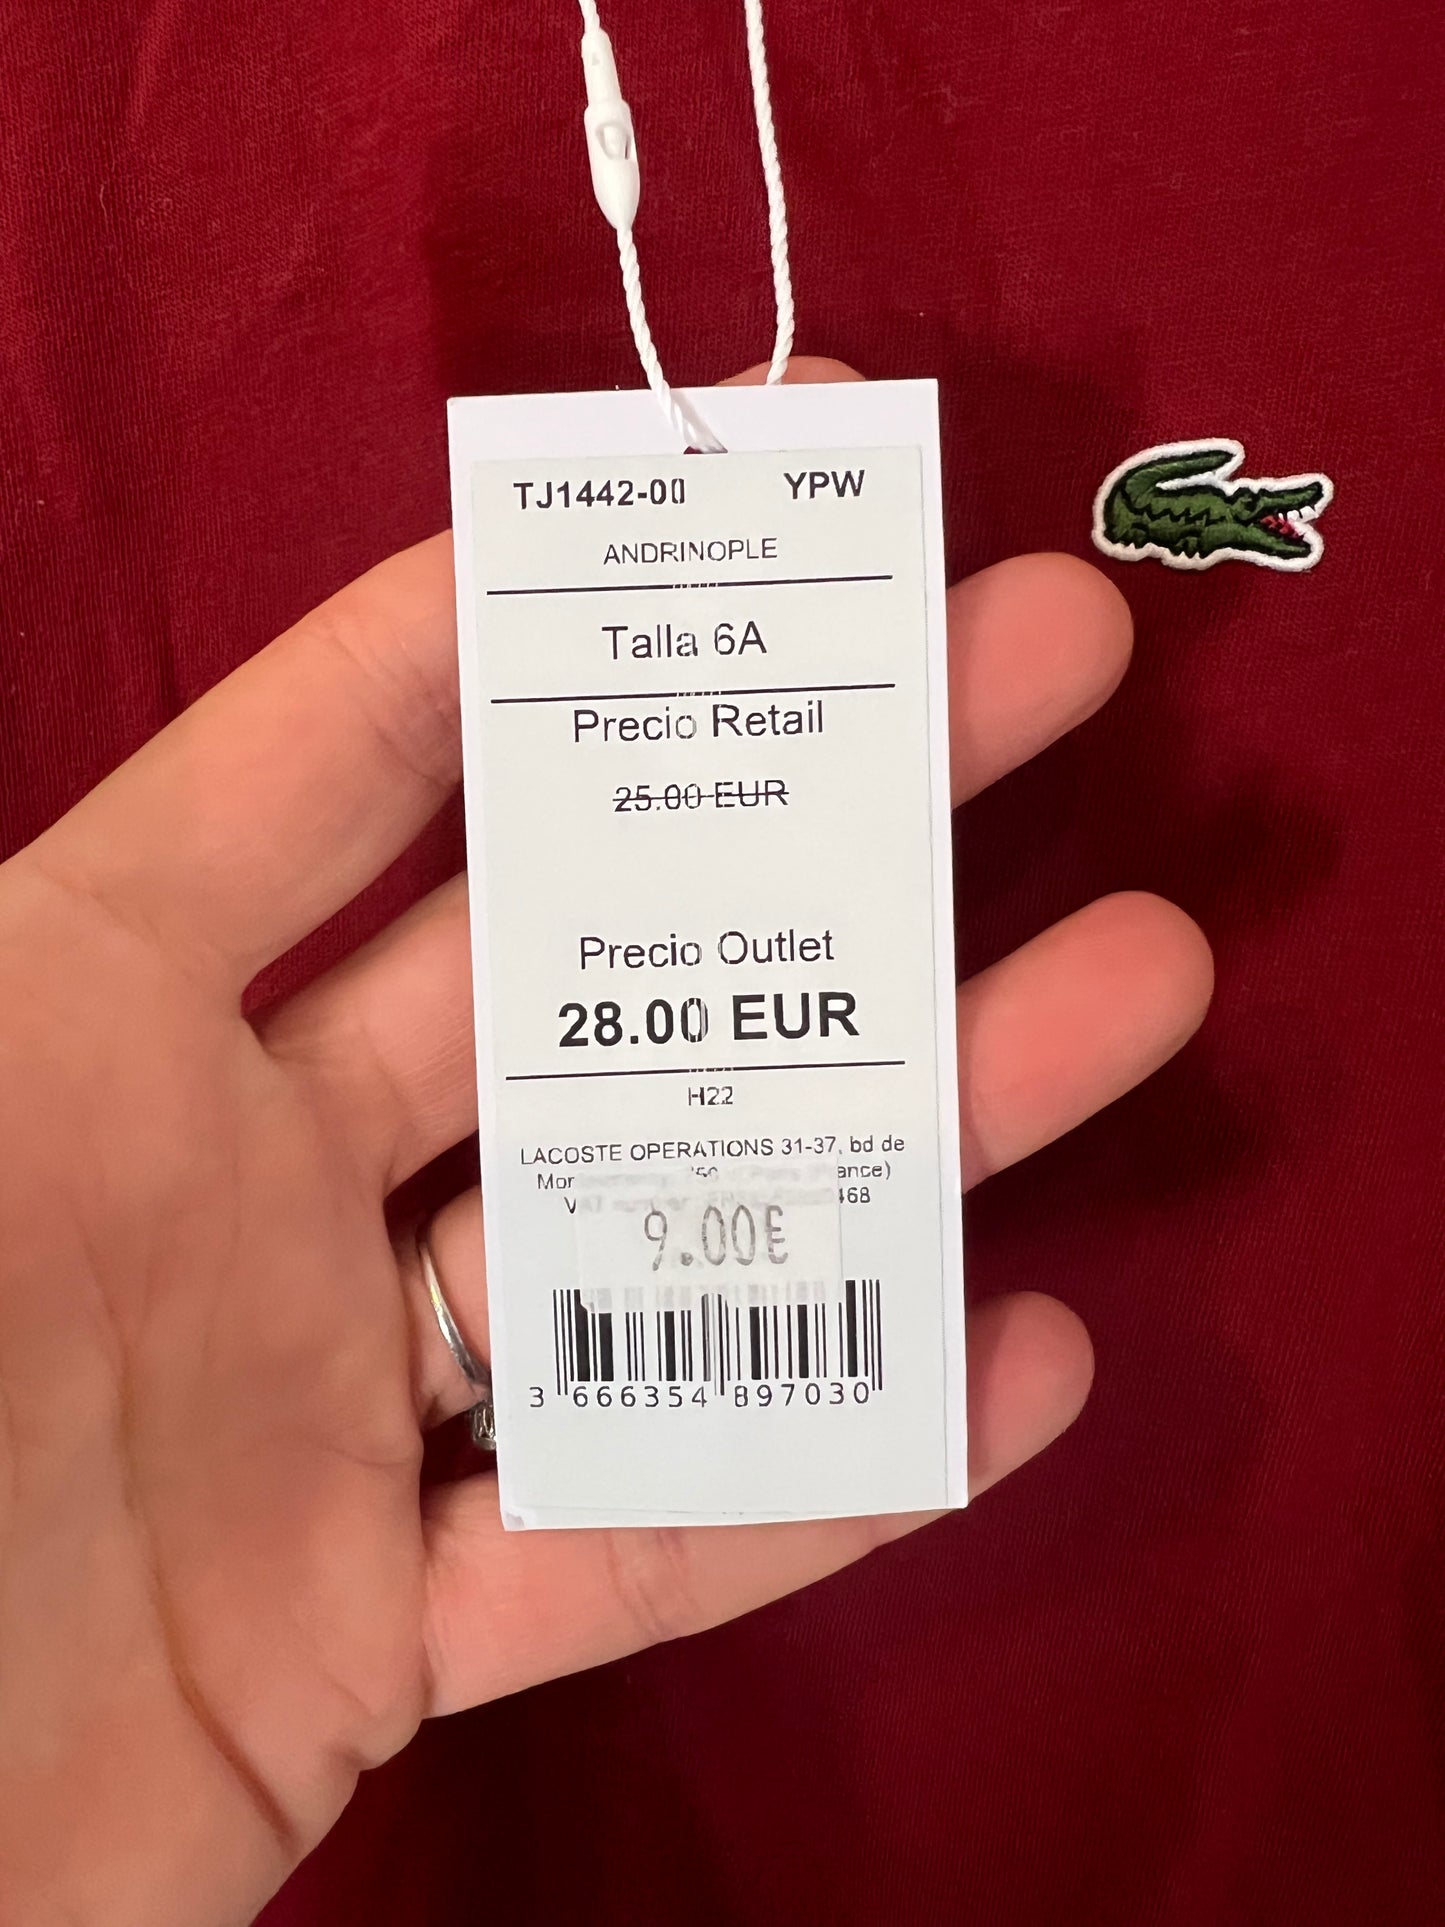 TJ1442-00 YPW
ANDRINOPLE
Talla 6A
Precio Retail
25.00 EUR
Precio Outlet
28.00 EUR
H22
LACOSTE OPERATIONS 31-37, bd de
9.00€
3 666354 897030